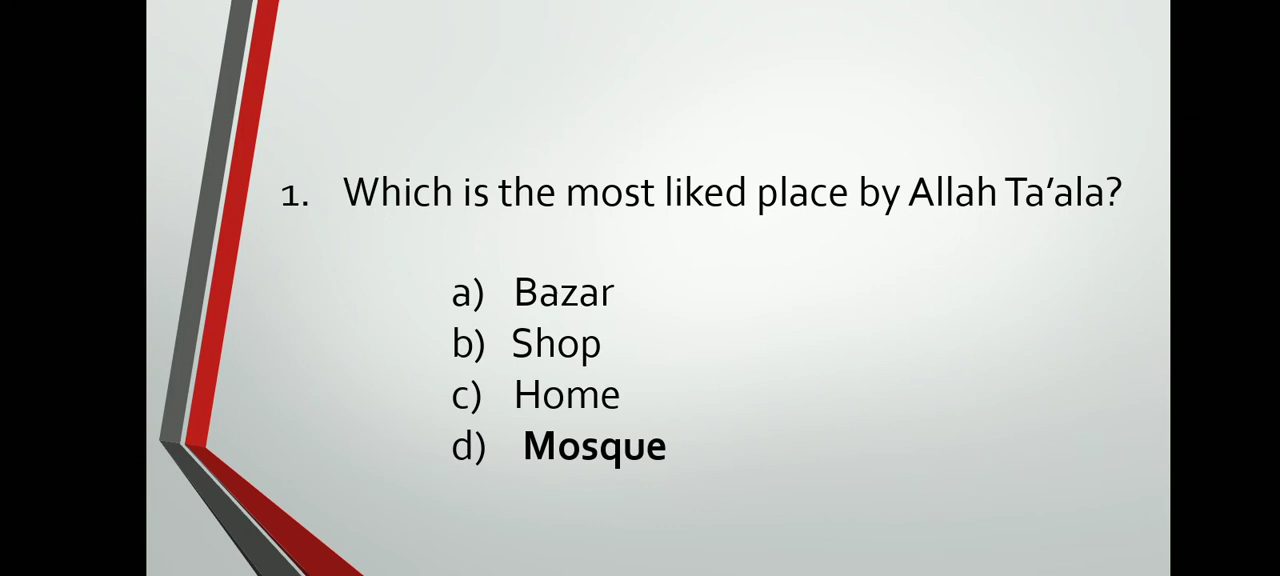 1. Which is the most liked place by Allah Ta’ala?
a) Bazar
b) Shop
c) Home
d) Mosque